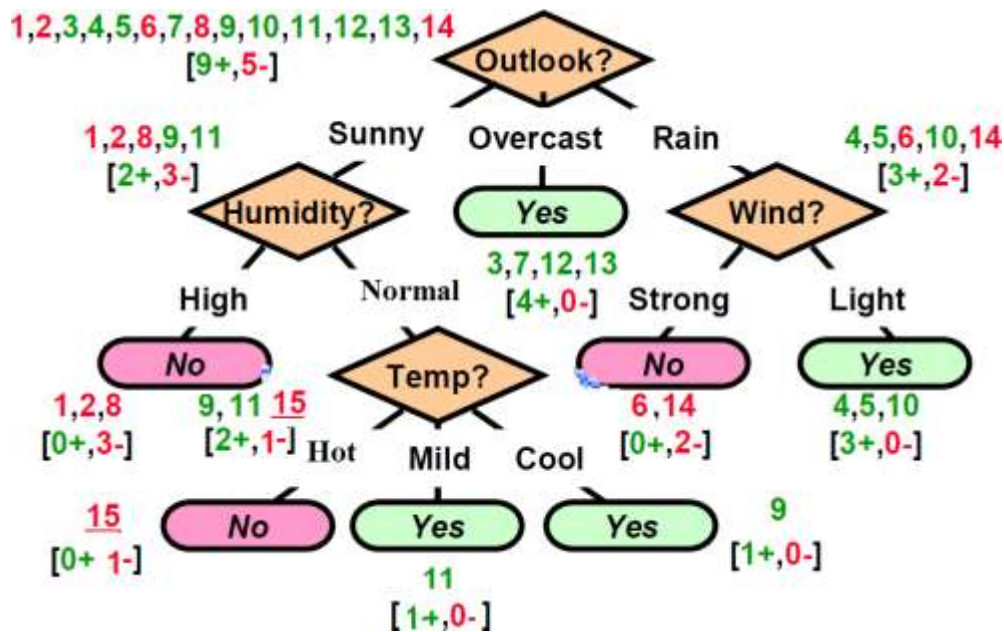 1,2,3,4,5,6,7,8,9,10,11,12,13,14
[9+,5-]
Outlook?
Sunny
Overcast
Rain
1,2,8,9,11
[2+,3-]
4,5,6,10,14
[3+,2-]
Humidity?
Yes
Wind?
3,7,12,13
[4+,0-]
High
Normal
Strong
Light
No
Temp?
No
Yes
1,2,8
[0+,3-]
9, 11 15
[2+,1-]
6,14
[0+,2-]
4,5,10
[3+,0-]
Hot
Mild
Cool
15
[0+ 1-]
No
Yes
Yes
9
[1+,0-]
11
[1+,0-]